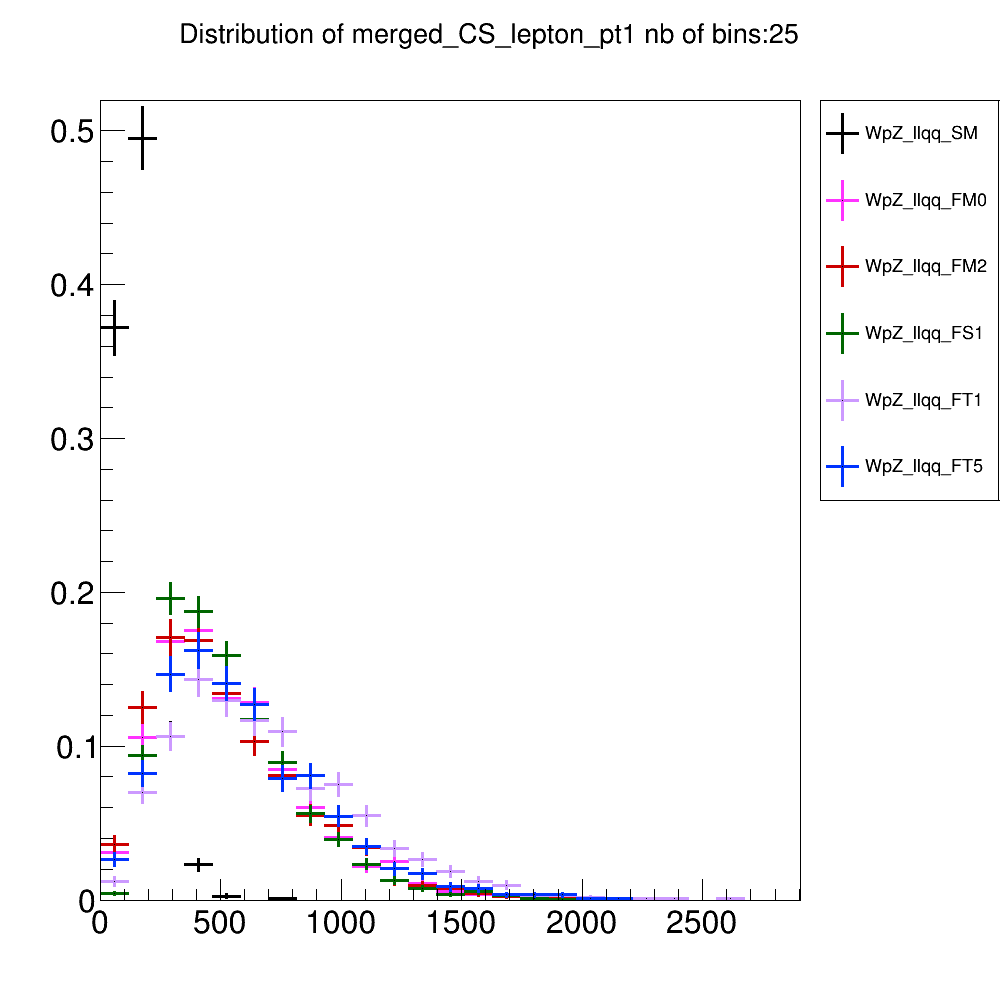 Distribution of merged_CS_lepton_pt1 nb of bins:25
0.5
0.4
0.3
0.2
0.1
0
0 500 1000 1500 2000 2500
WpZ_llqq_SM
WpZ_llqq_FM0
WpZ_llqq_FM2
WpZ_llqq_FS1
WpZ_llqq_FT1
WpZ_llqq_FT5